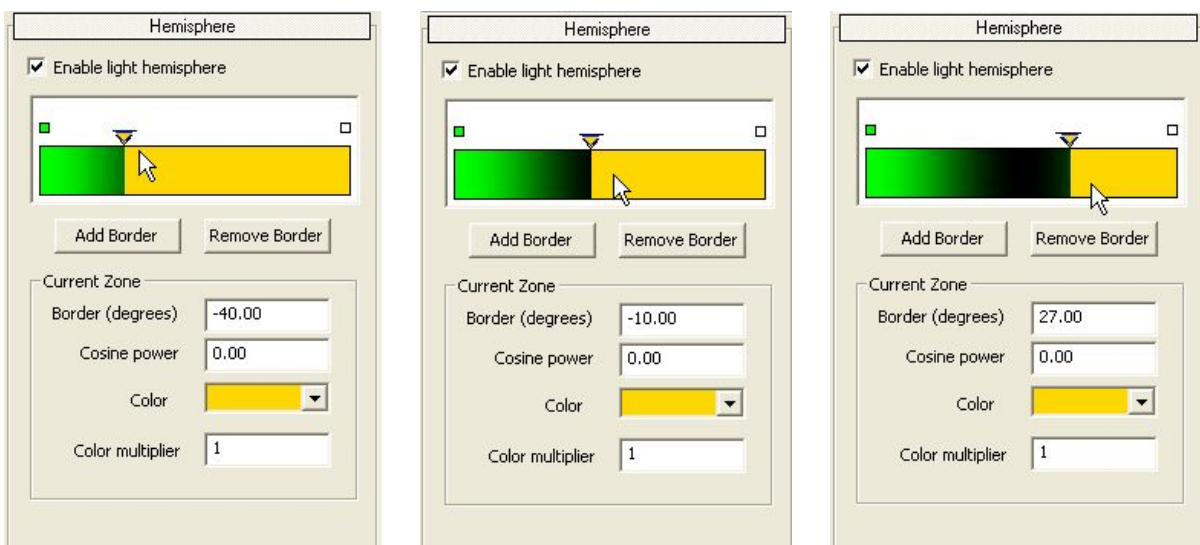 Hemisphere
Enable light hemisphere
Add Border Remove Border
Current Zone
Border (degrees) -40.00
Cosine power 0.00
Color
Color multiplier 1
Hemisphere
Enable light hemisphere
Add Border Remove Border
Current Zone
Border (degrees) -10.00
Cosine power 0.00
Color
Color multiplier 1
Hemisphere
Enable light hemisphere
Add Border Remove Border
Current Zone
Border (degrees) 27.00
Cosine power 0.00
Color
Color multiplier 1